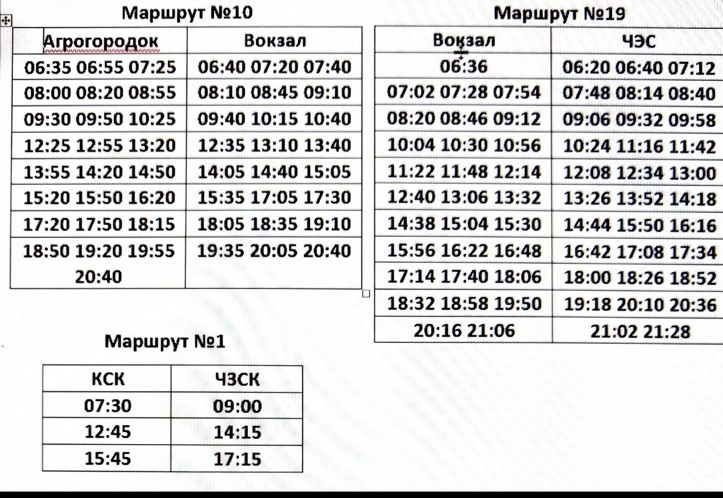 Маршрут №10
Агрогородок Вокзал
06:35 06:55 07:25 06:40 07:20 07:40
08:00 08:20 08:55 08:10 08:45 09:10
09:30 09:50 10:25 09:40 10:15 10:40
12:25 12:55 13:20 12:35 13:10 13:40
13:55 14:20 14:50 14:05 14:40 15:05
15:20 15:50 16:20 15:35 17:05 17:30
17:20 17:50 18:15 18:05 18:35 19:10
18:50 19:20 19:55 19:35 20:05 20:40
20:40
Маршрут №19
Вокзал ЧЭС
06:36 06:20 06:40 07:12
07:02 07:28 07:54 07:48 08:14 08:40
08:20 08:46 09:12 09:06 09:32 09:58
10:04 10:30 10:56 10:24 11:16 11:42
11:22 11:48 12:14 12:08 12:34 13:00
12:40 13:06 13:32 13:26 13:52 14:18
14:38 15:04 15:30 14:44 15:50 16:16
15:56 16:22 16:48 16:42 17:08 17:34
17:14 17:40 18:06 18:00 18:26 18:52
18:32 18:58 19:50 19:18 20:10 20:36
20:16 21:06 21:02 21:28
Маршрут №1
КСК ЧЗСК
07:30 09:00
12:45 14:15
15:45 17:15